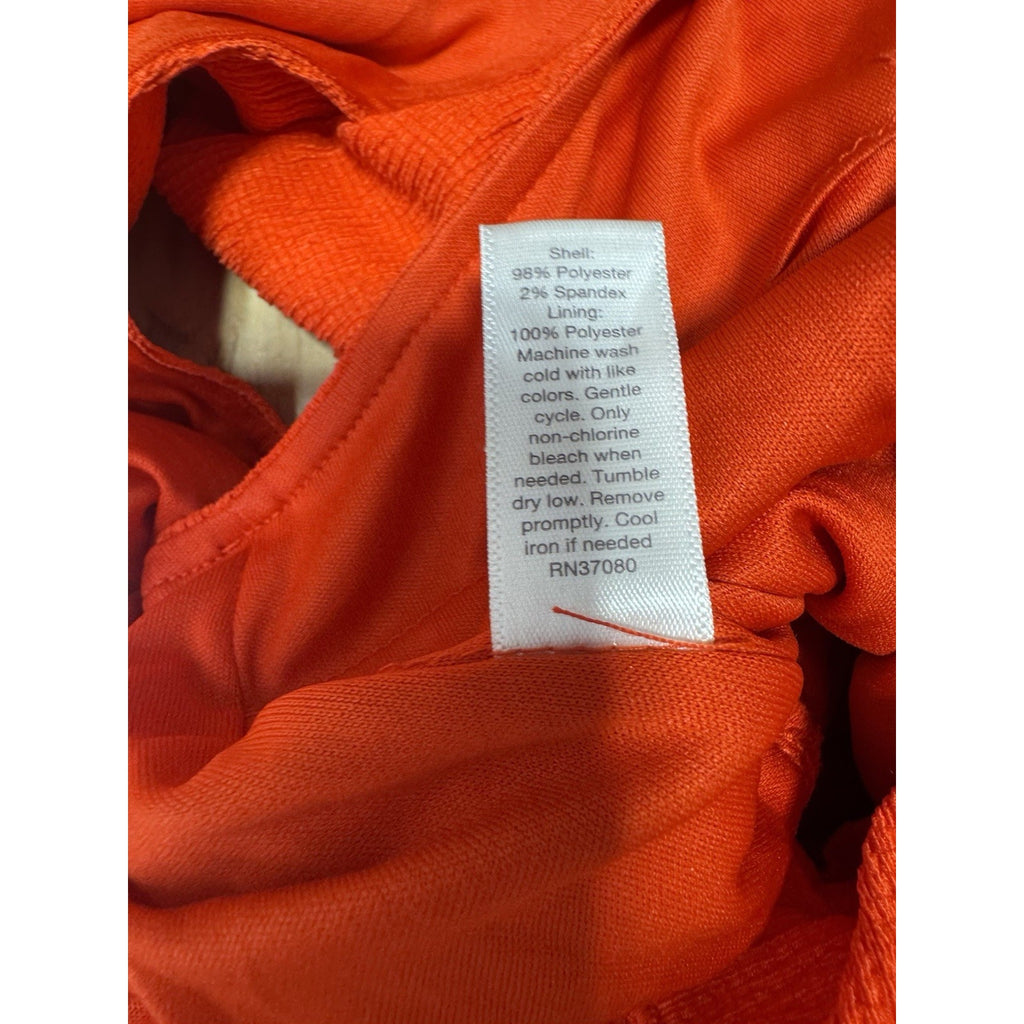 Shell:
98% Polyester
2% Spandex
Lining:
100% Polyester
Machine wash
cold with like
colors. Gentle
cycle. Only
non-chlorine
bleach when
needed. Tumble
dry low. Remove
promptly. Cool
iron if needed
RN37080